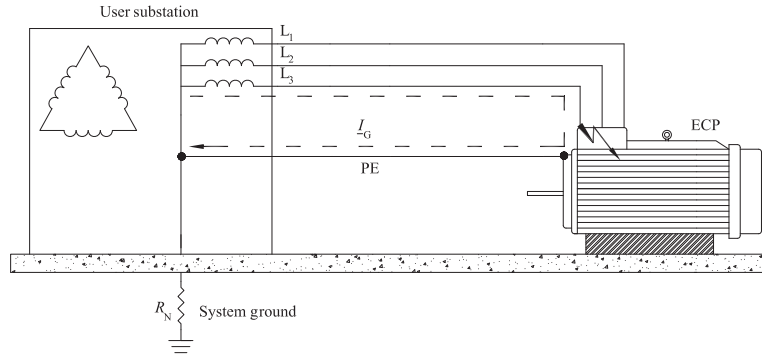 User substation
L1
L2
L3
IG
ECP
PE
RN
System ground